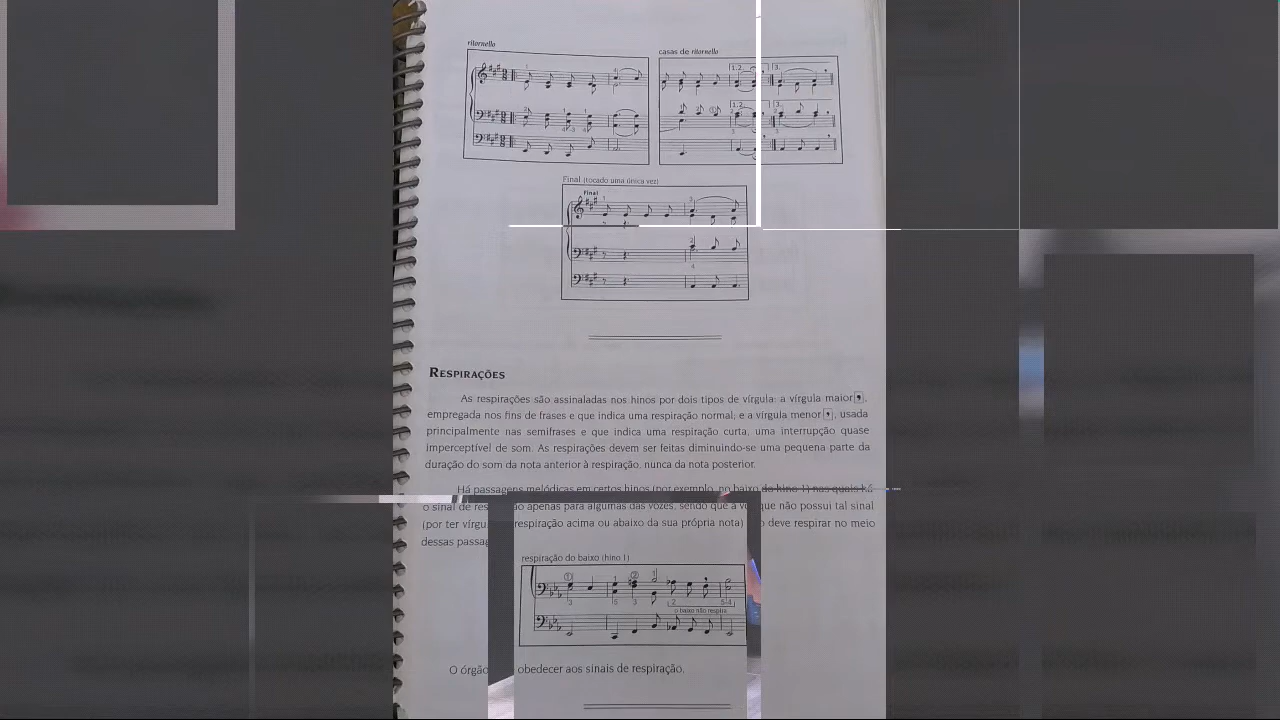 ritornello
casas de ritornello
Final (tocado uma única vez)
Final
RESPIRAÇÕES
As respirações são assinaladas nos hinos por dois tipos de vírgula: a vírgula maior ❜,
empregada nos fins de frases e que indica uma respiração normal; e a vírgula menor ❜, usada
principalmente nas semifrases e que indica uma respiração curta, uma interrupção quase
imperceptível de som. As respirações devem ser feitas diminuindo-se uma pequena parte da
duração do som da nota anterior à respiração, nunca da nota posterior.
Há passagens melódicas em certos hinos (por exemplo, no baixo do hino 1) nas quais há
o sinal de apenas para algumas das vozes, sendo que a que não possui tal sinal
(por ter respiração acima ou abaixo da sua própria nota) deve respirar no meio
dessas
respiração do baixo (hino 1)
o baixo não respira
O órgão obedecer aos sinais de respiração.